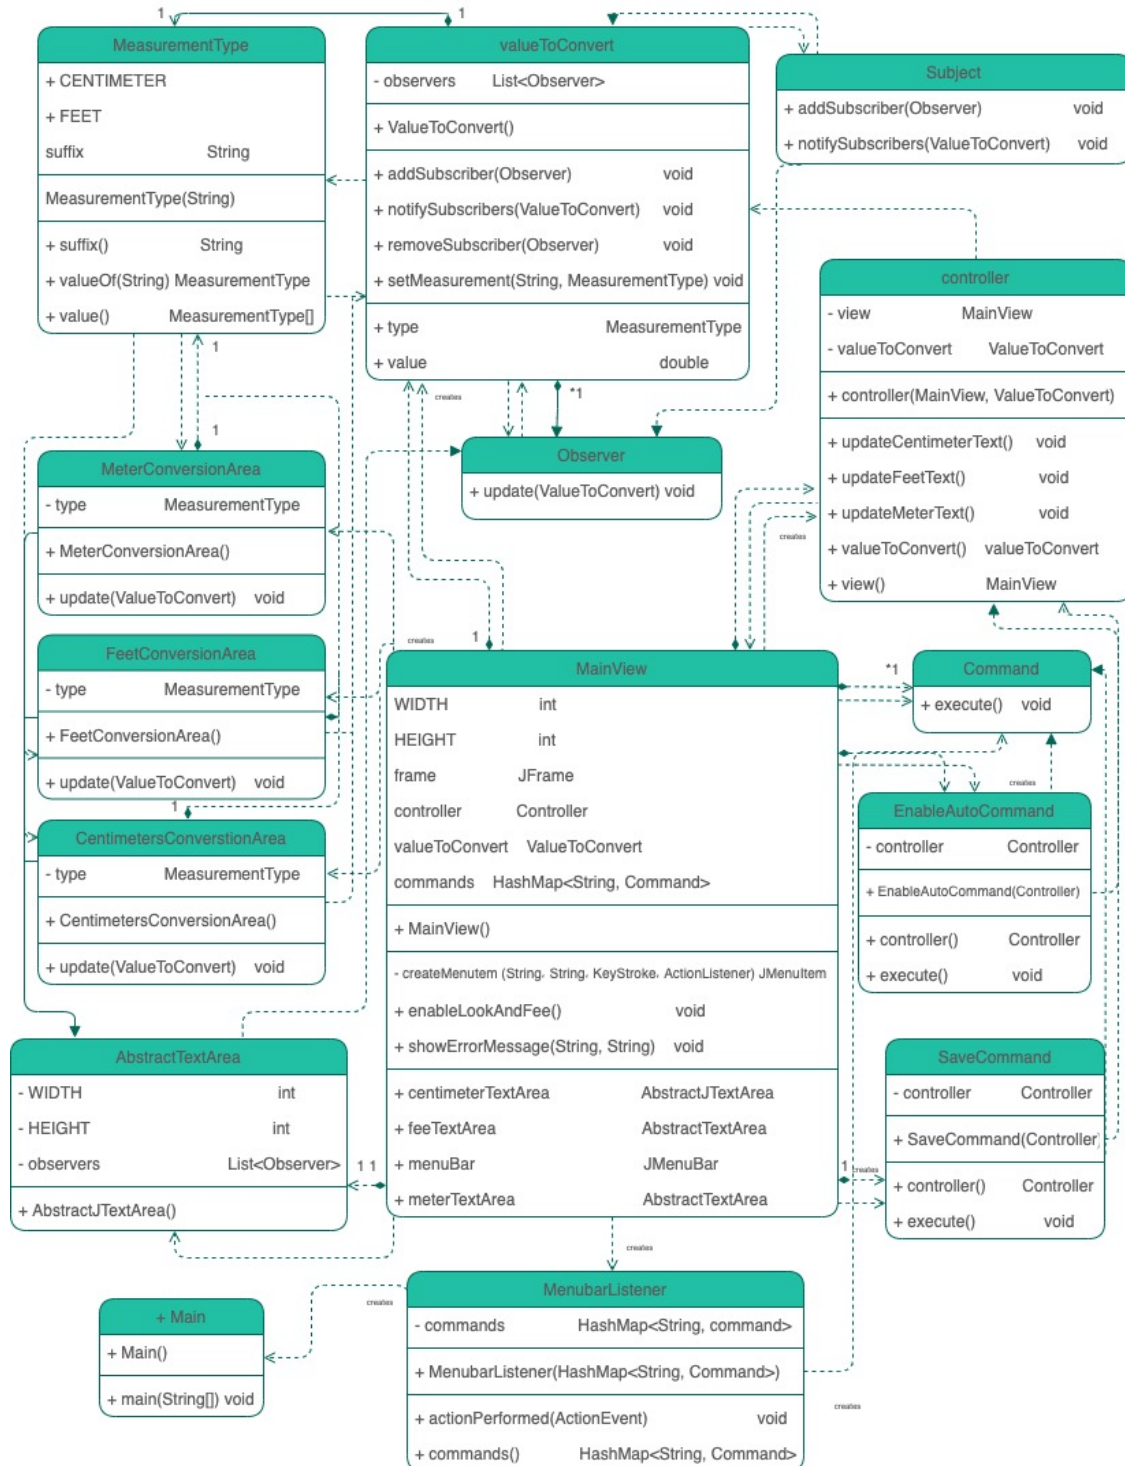 1
1
MeasurementType
+ CENTIMETER
+ FEET
suffix String
MeasurementType(String)
+ suffix() String
+ valueOf(String) MeasurementType
+ value() MeasurementType[]
1
valueToConvert
- observers List<Observer>
+ ValueToConvert()
+ addSubscriber(Observer) void
+ notifySubscribers(ValueToConvert) void
+ removeSubscriber(Observer) void
+ setMeasurement(String, MeasurementType) void
+ type MeasurementType
+ value double
creates
*1
Subject
+ addSubscriber(Observer) void
+ notifySubscribers(ValueToConvert) void
controller
- view MainView
- valueToConvert ValueToConvert
+ controller(MainView, ValueToConvert)
+ updateCentimeterText() void
+ updateFeetText() void
+ updateMeterText() void
+ valueToConvert() valueToConvert
+ view() MainView
creates
Observer
+ update(ValueToConvert) void
1
MeterConversionArea
- type MeasurementType
+ MeterConversionArea()
+ update(ValueToConvert) void
FeetConversionArea
- type MeasurementType
+ FeetConversionArea()
+ update(ValueToConvert) void
1
CentimetersConverstionArea
- type MeasurementType
+ CentimetersConversionArea()
+ update(ValueToConvert) void
creates
1
MainView
WIDTH int
HEIGHT int
frame JFrame
controller Controller
valueToConvert ValueToConvert
commands HashMap<String, Command>
+ MainView()
- createMenutem (String, String, KeyStroke, ActionListener) JMenuItem
+ enableLookAndFee() void
+ showErrorMessage(String, String) void
+ centimeterTextArea AbstractJTextArea
+ feeTextArea AbstractTextArea
+ menuBar JMenuBar
+ meterTextArea AbstractTextArea
*1
Command
+ execute() void
creates
EnableAutoCommand
- controller Controller
+ EnableAutoCommand(Controller)
+ controller() Controller
+ execute() void
SaveCommand
- controller Controller
+ SaveCommand(Controller)
+ controller() Controller
+ execute() void
1
creates
AbstractTextArea
- WIDTH int
- HEIGHT int
- observers List<Observer>
+ AbstractJTextArea()
1 1
creates
+ Main
+ Main()
+ main(String[]) void
creates
MenubarListener
- commands HashMap<String, command>
+ MenubarListener(HashMap<String, Command>)
+ actionPerformed(ActionEvent) void
+ commands() HashMap<String, Command>
creates